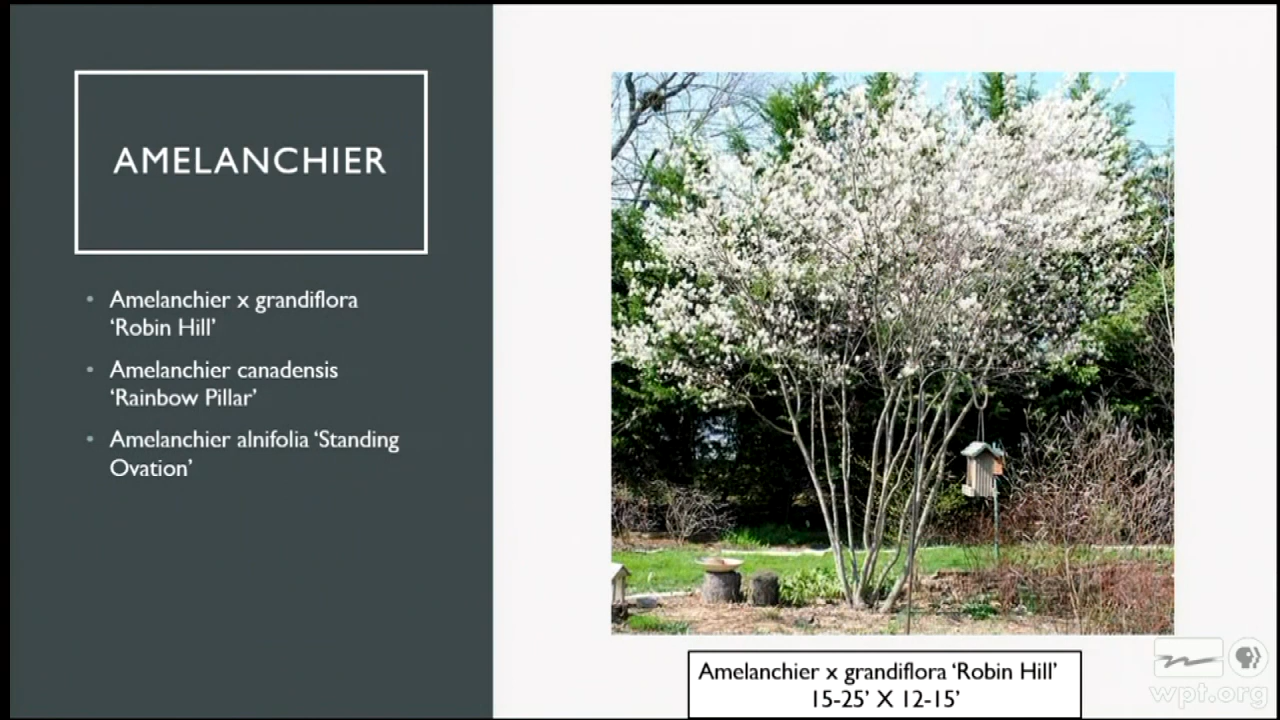 AMELANCHIER
• Amelanchier x grandiflora
‘Robin Hill’
• Amelanchier canadensis
‘Rainbow Pillar’
• Amelanchier alnifolia ‘Standing
Ovation’
Amelanchier x grandiflora ‘Robin Hill’
15-25’ X 12-15’
wpt.org